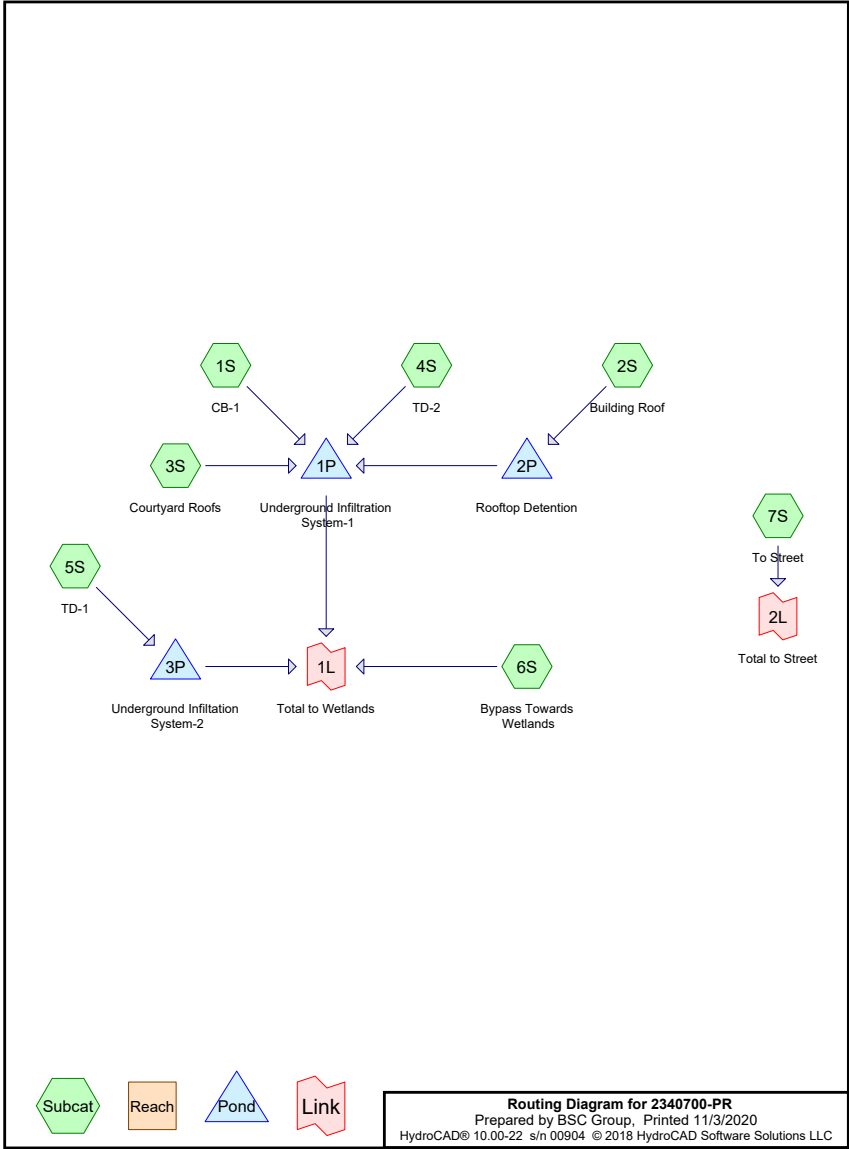 1S
4S
2S
CB-1
TD-2
Building Roof
3S
1P
2P
Courtyard Roofs
Underground Infiltration
System-1
Rooftop Detention
7S
To Street
5S
TD-1
2L
Total to Street
3P
1L
6S
Underground Infiltation
System-2
Total to Wetlands
Bypass Towards
Wetlands
Subcat
Reach
Pond
Link
Routing Diagram for 2340700-PR
Prepared by BSC Group, Printed 11/3/2020
HydroCAD® 10.00-22 s/n 00904 © 2018 HydroCAD Software Solutions LLC